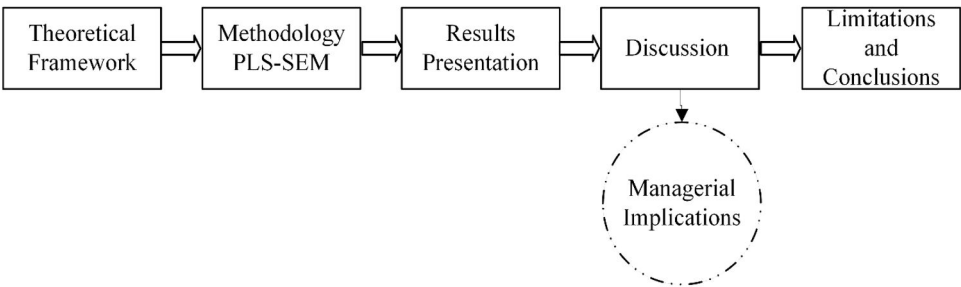 Theoretical
Framework
Methodology
PLS-SEM
Results
Presentation
Discussion
Limitations
and
Conclusions
Managerial
Implications